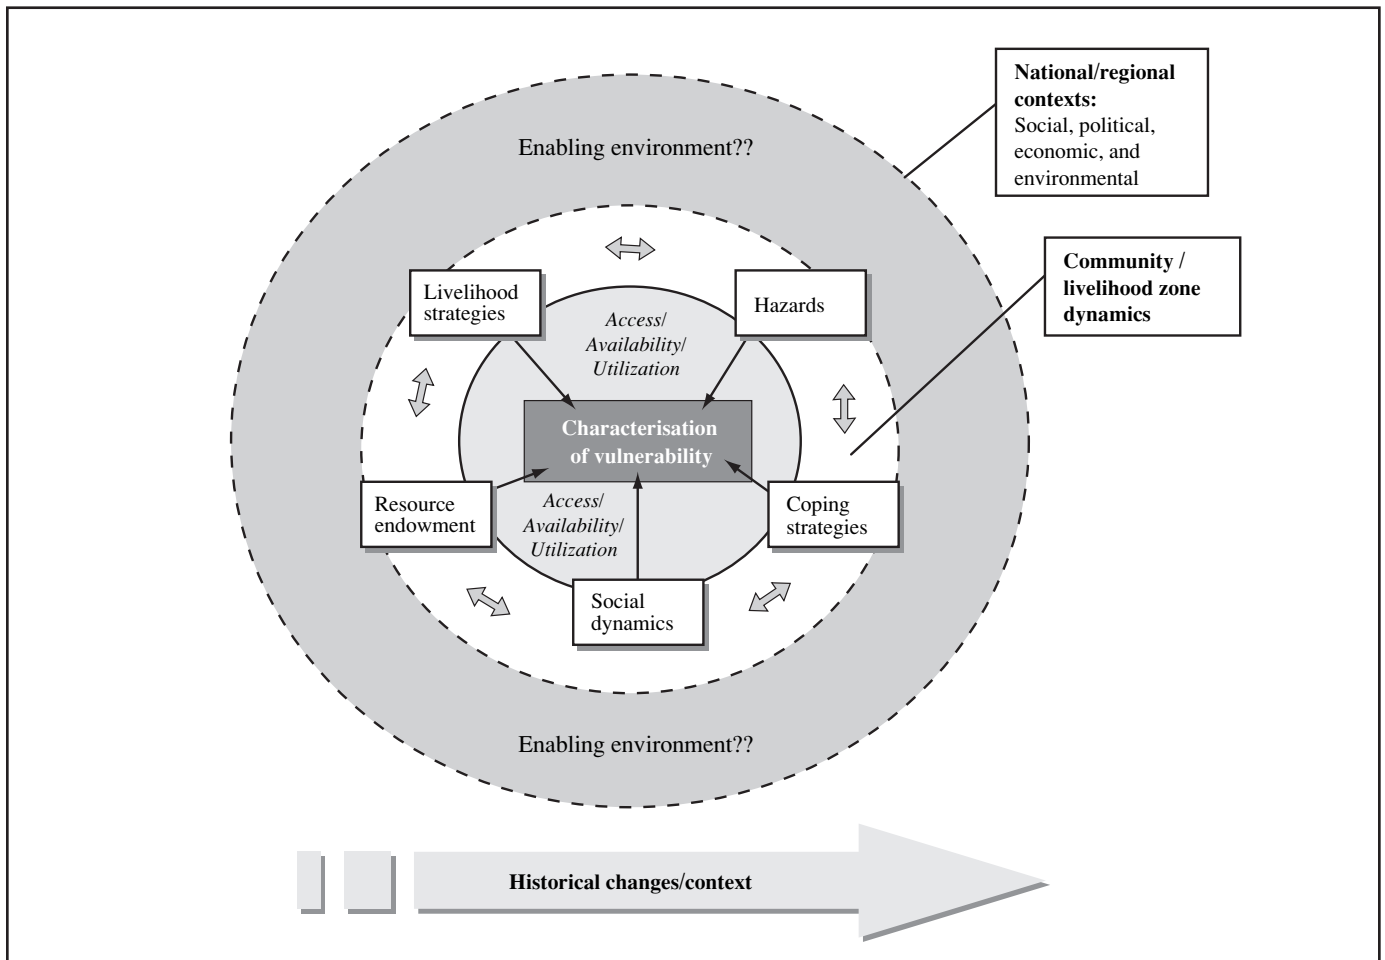 National/regional
contexts:
Social, political,
economic, and
environmental
Enabling environment??
Community /
livelihood zone
dynamics
Livelihood
strategies
Access/
Availability/
Utilization
Hazards
Characterisation
of vulnerability
Resource
endowment
Access/
Availability/
Utilization
Coping
strategies
Social
dynamics
Enabling environment??
Historical changes/context